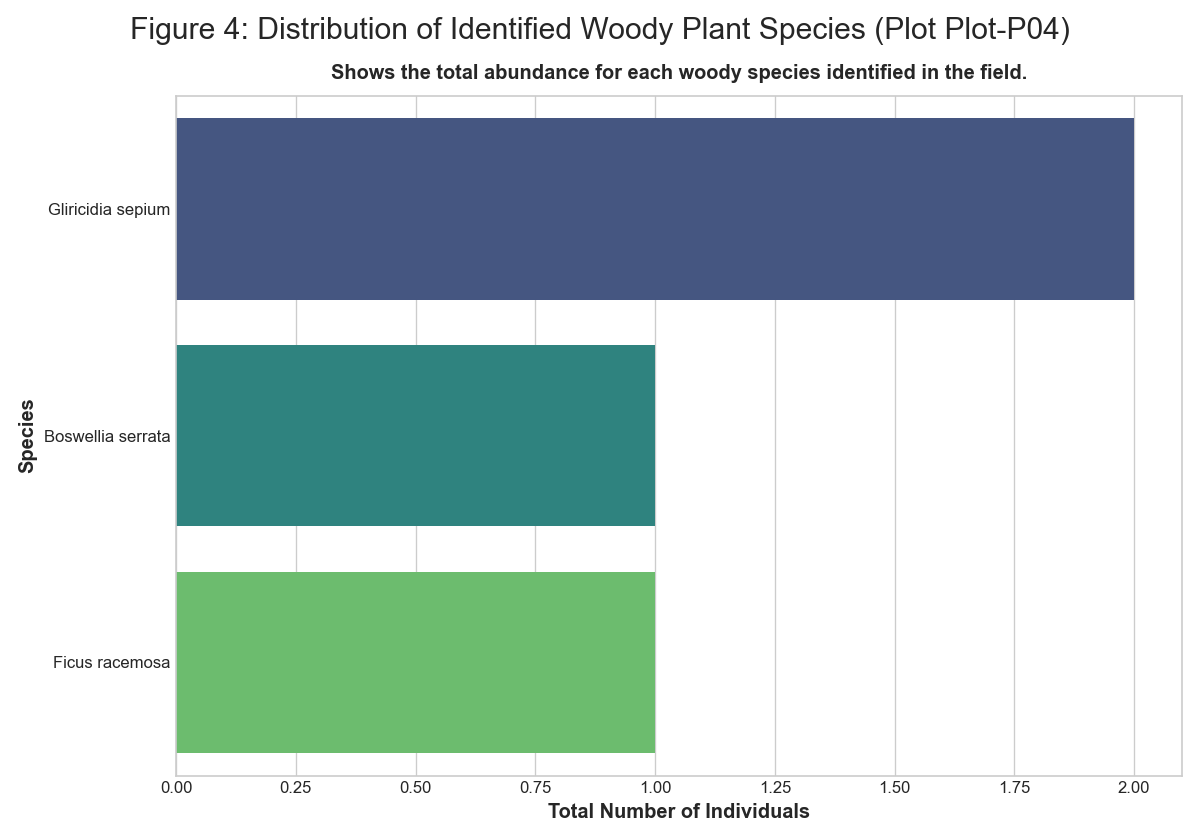 Figure 4: Distribution of Identified Woody Plant Species (Plot Plot-P04)
Shows the total abundance for each woody species identified in the field.
Species
Gliricidia sepium
Boswellia serrata
Ficus racemosa
0.00 0.25 0.50 0.75 1.00 1.25 1.50 1.75 2.00
Total Number of Individuals